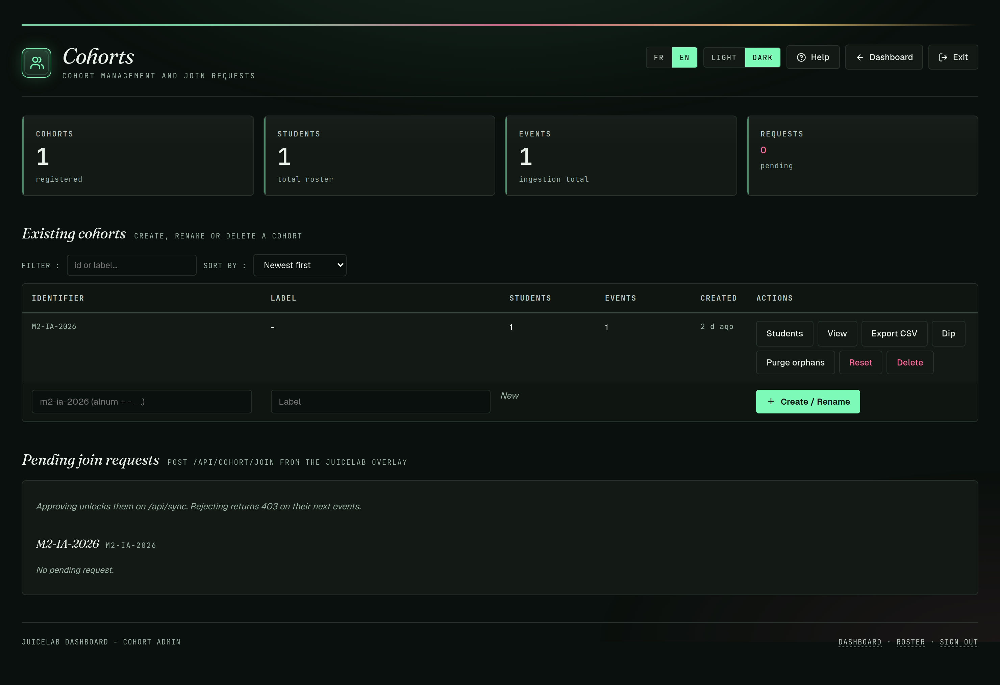 Cohorts
COHORT MANAGEMENT AND JOIN REQUESTS
FR EN LIGHT DARK Help Dashboard Exit
COHORTS
1
registered
STUDENTS
1
total roster
EVENTS
1
ingestion total
REQUESTS
0
pending
Existing cohorts CREATE, RENAME OR DELETE A COHORT
FILTER : id or label... SORT BY : Newest first
IDENTIFIER LABEL STUDENTS EVENTS CREATED ACTIONS
M2-IA-2026 - 1 1 2 d ago Students View Export CSV Dip
Purge orphans Reset Delete
m2-ia-2026 (alnum + - _ .) Label New + Create / Rename
Pending join requests POST /API/COHORT/JOIN FROM THE JUICELAB OVERLAY
Approving unlocks them on /api/sync. Rejecting returns 403 on their next events.
M2-IA-2026 M2-IA-2026
No pending request.
JUICELAB DASHBOARD - COHORT ADMIN
DASHBOARD · ROSTER · SIGN OUT